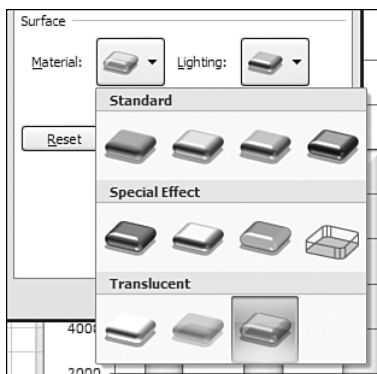 Surface
Material: Lighting:
Standard
Reset
Special Effect
Translucent
4000
2000